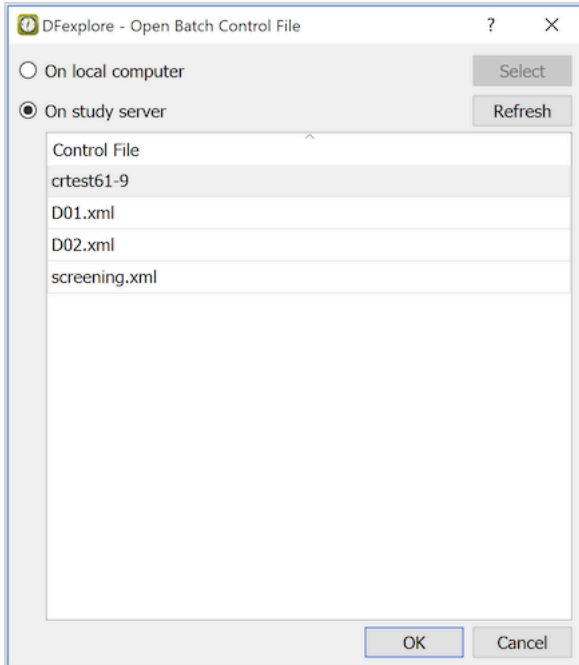 DFexplore - Open Batch Control File ?
On local computer Select
On study server Refresh
Control File
crtest61-9
D01.xml
D02.xml
screening.xml
OK Cancel